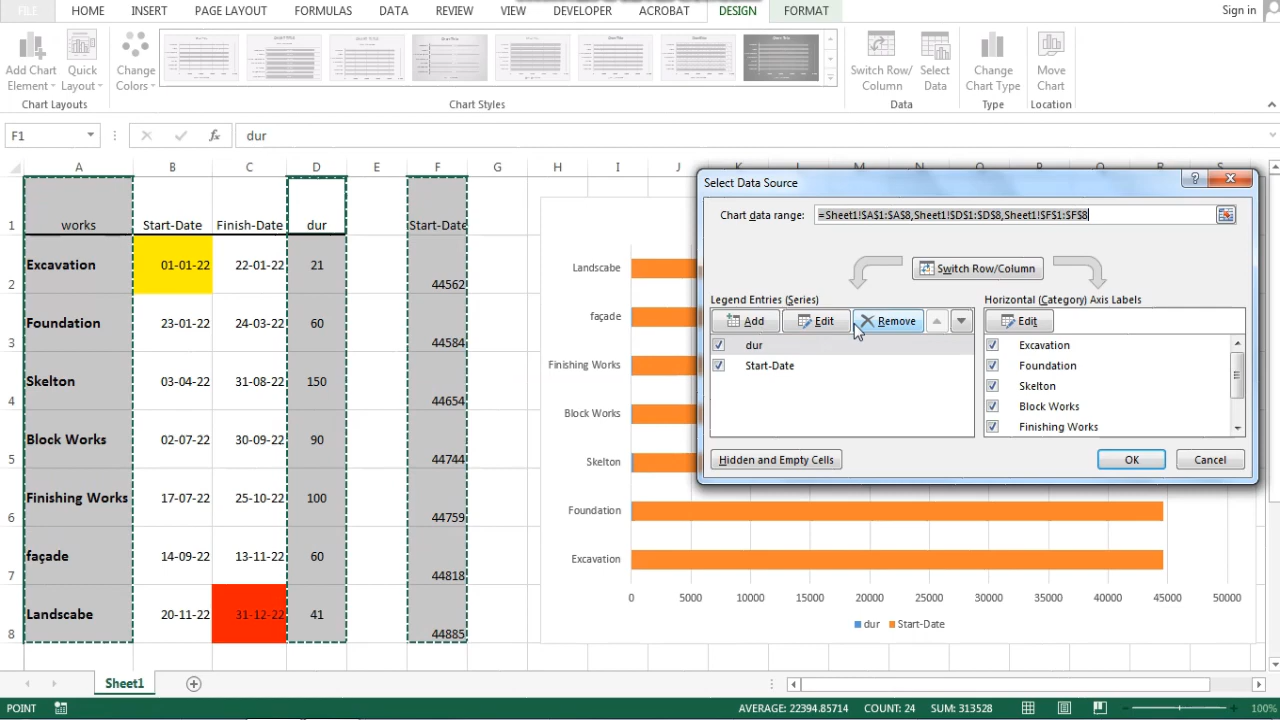 FILE HOME INSERT PAGE LAYOUT FORMULAS DATA REVIEW VIEW DEVELOPER ACROBAT DESIGN FORMAT Sign in
Add Chart Element Quick Layout Change Colors Switch Row/ Column Select Data Change Chart Type Move Chart
Chart Layouts Chart Styles Data Type Location
F1 fx dur
A B C D E F G H I J K L M N O P Q R S
1 works Start-Date Finish-Date dur Start-Date
2 Excavation 01-01-22 22-01-22 21 44562
3 Foundation 23-01-22 24-03-22 60 44584
4 Skelton 03-04-22 31-08-22 150 44654
5 Block Works 02-07-22 30-09-22 90 44744
6 Finishing Works 17-07-22 25-10-22 100 44759
7 façade 14-09-22 13-11-22 60 44818
8 Landscabe 20-11-22 31-12-22 41 44885
Landscabe
façade
Finishing Works
Block Works
Skelton
Foundation
Excavation
0 5000 10000 15000 20000 25000 30000 35000 40000 45000 50000
dur Start-Date
Select Data Source
Chart data range: =Sheet1!$A$1:$A$8,Sheet1!$D$1:$D$8,Sheet1!$F$1:$F$8
Switch Row/Column
Legend Entries (Series) Horizontal (Category) Axis Labels
Add Edit Remove Edit
dur Excavation
Start-Date Foundation
Skelton
Block Works
Finishing Works
Hidden and Empty Cells OK Cancel
Sheet1
POINT AVERAGE: 22394.85714 COUNT: 24 SUM: 313528 100%